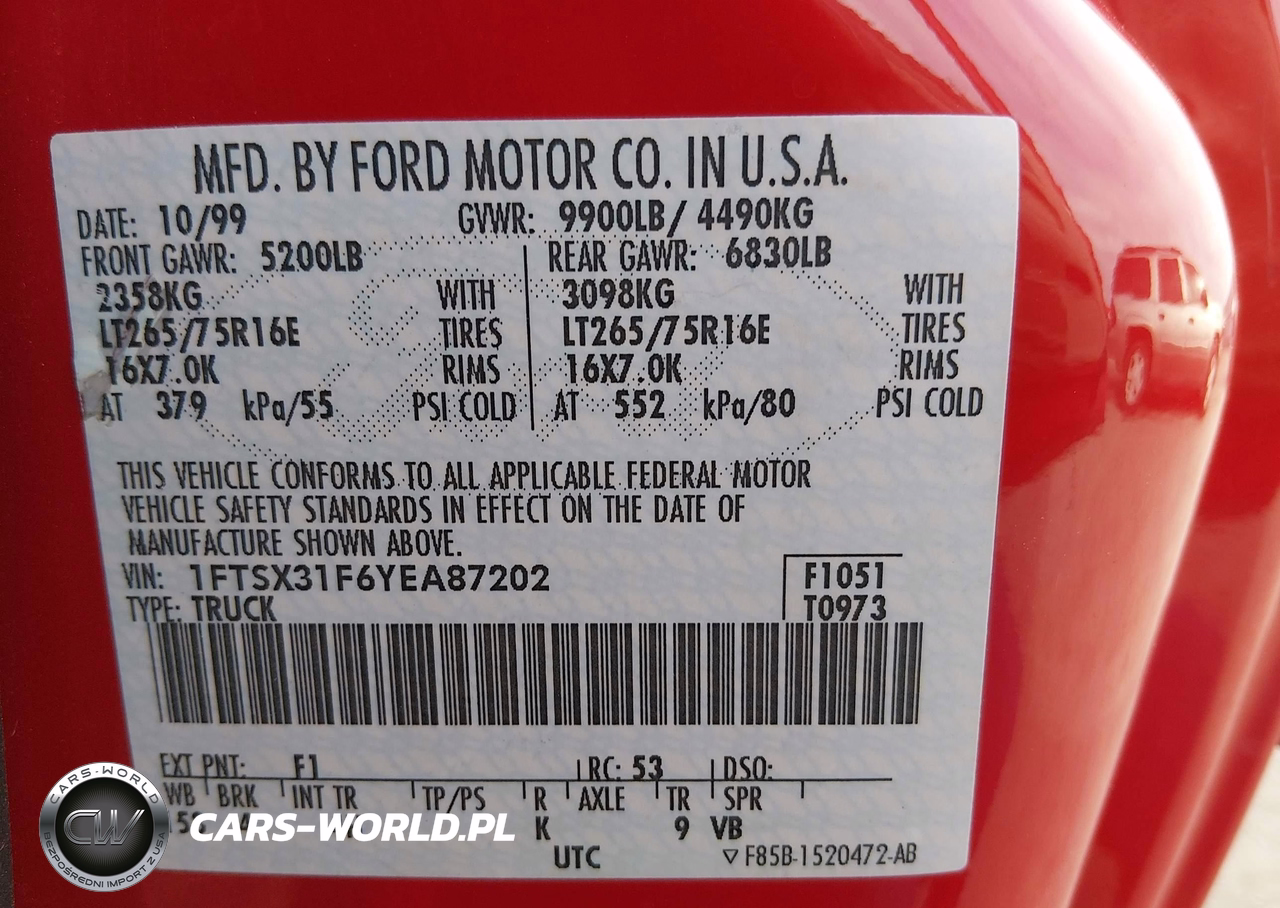 MFD. BY FORD MOTOR CO. IN U.S.A.
DATE: 10/99 GVWR: 9900LB/ 4490KG
FRONT GAWR: 5200LB REAR GAWR: 6830LB
2358KG WITH 3098KG WITH
LT265/75R16E TIRES LT265/75R16E TIRES
16X7.0K RIMS 16X7.0K RIMS
AT 379 kPa/55 PSI COLD AT 552 kPa/80 PSI COLD
THIS VEHICLE CONFORMS TO ALL APPLICABLE FEDERAL MOTOR
VEHICLE SAFETY STANDARDS IN EFFECT ON THE DATE OF
MANUFACTURE SHOWN ABOVE.
VIN: 1FTSX31F6YEA87202 F1051
TYPE: TRUCK T0973
EXT PNT: F1 RC: 53 DSO:
WB BRK INT TR TP/PS R AXLE TR SPR
K 9 VB
UTC ▽F85B-1520472-AB
CARS-WORLD
CW
BEZPOŚREDNI IMPORT Z USA
CARS-WORLD.PL